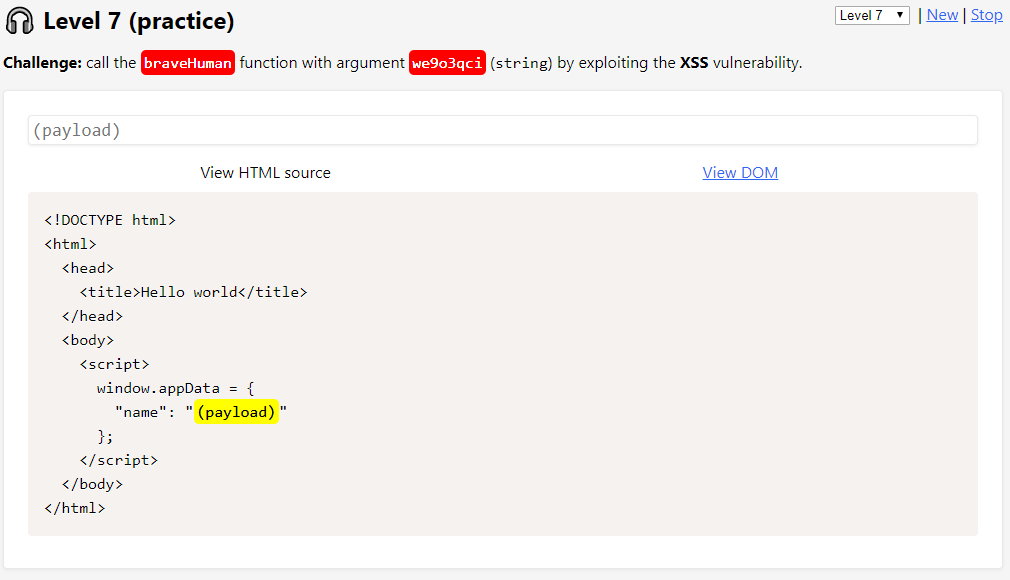 Level 7 (practice)
Level 7 | New | Stop
Challenge: call the braveHuman function with argument we9o3qci (string) by exploiting the XSS vulnerability.
(payload)
View HTML source View DOM
<!DOCTYPE html>
<html>
  <head>
    <title>Hello world</title>
  </head>
  <body>
    <script>
      window.appData = {
        "name": "(payload)"
      };
    </script>
  </body>
</html>